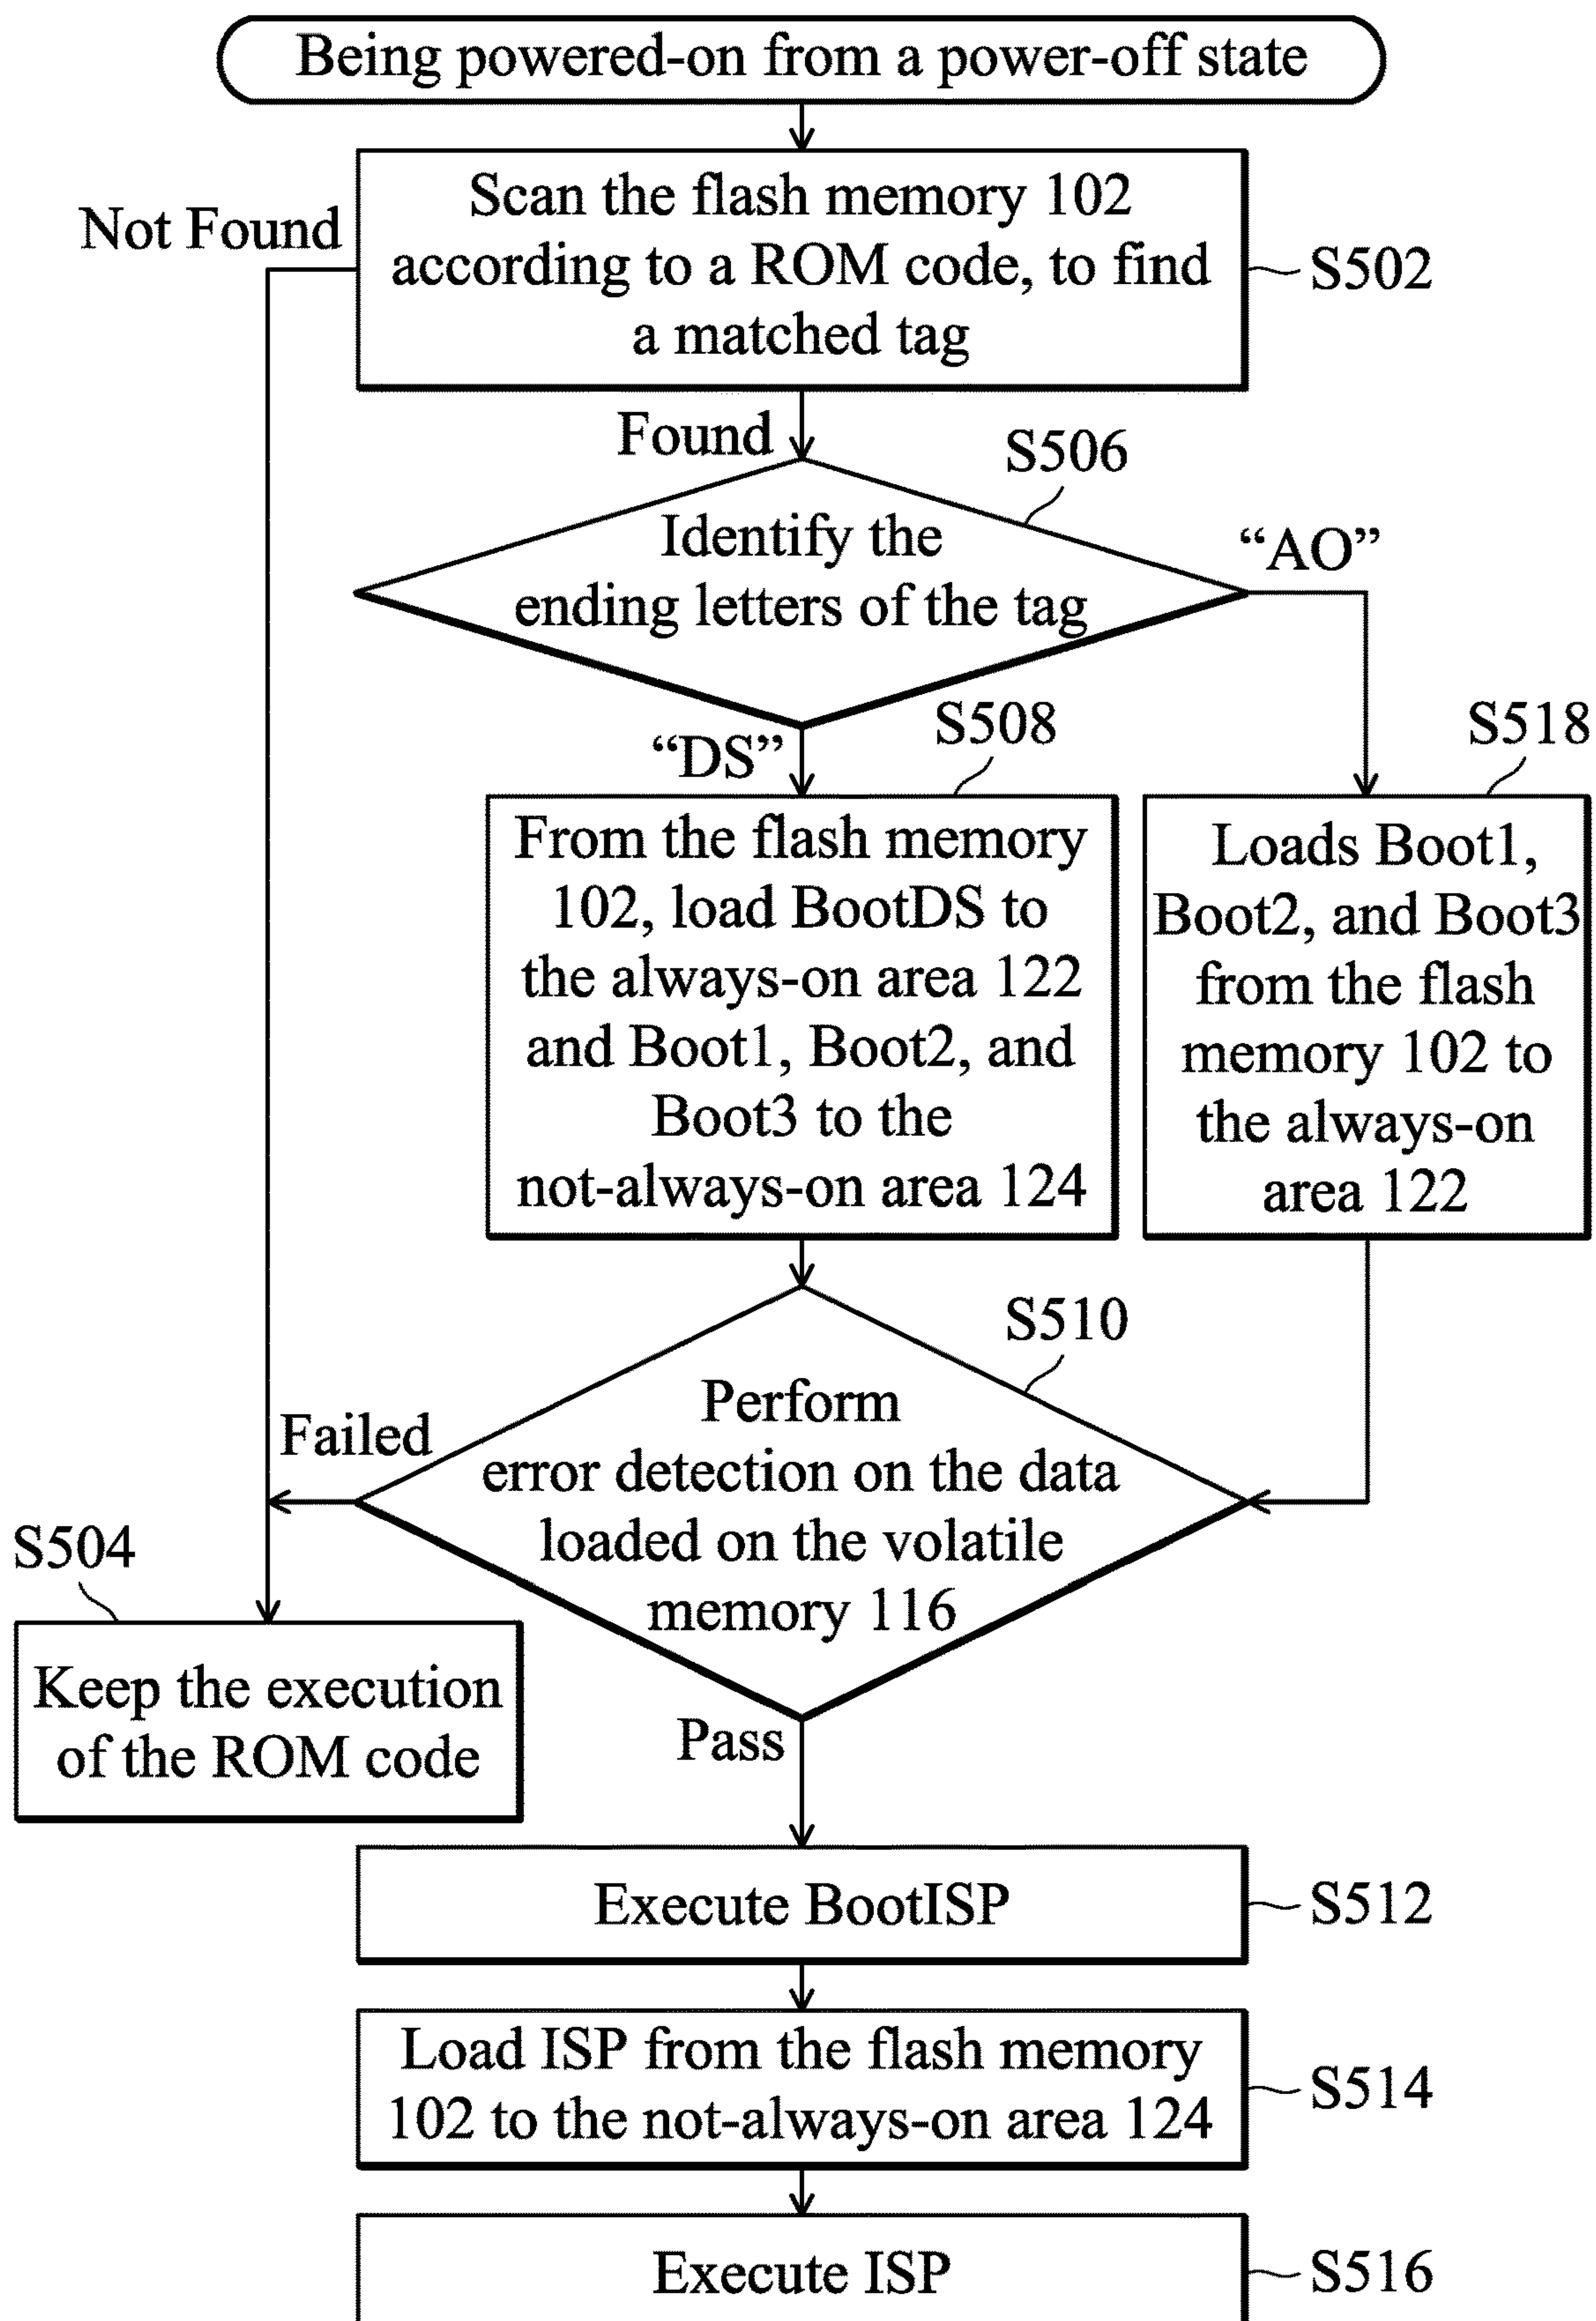 Being powered-on from a power-off state
Not Found
Scan the flash memory 102
according to a ROM code, to find
a matched tag
S502
Found
S506
Identify the
ending letters of the tag
“AO”
“DS”
S508
S518
From the flash memory
102, load BootDS to
the always-on area 122
and Boot1, Boot2, and
Boot3 to the
not-always-on area 124
Loads Boot1,
Boot2, and Boot3
from the flash
memory 102 to
the always-on
area 122
S510
Failed
Perform
error detection on the data
loaded on the volatile
memory 116
S504
Keep the execution
of the ROM code
Pass
Execute BootISP
S512
Load ISP from the flash memory
102 to the not-always-on area 124
S514
Execute ISP
S516